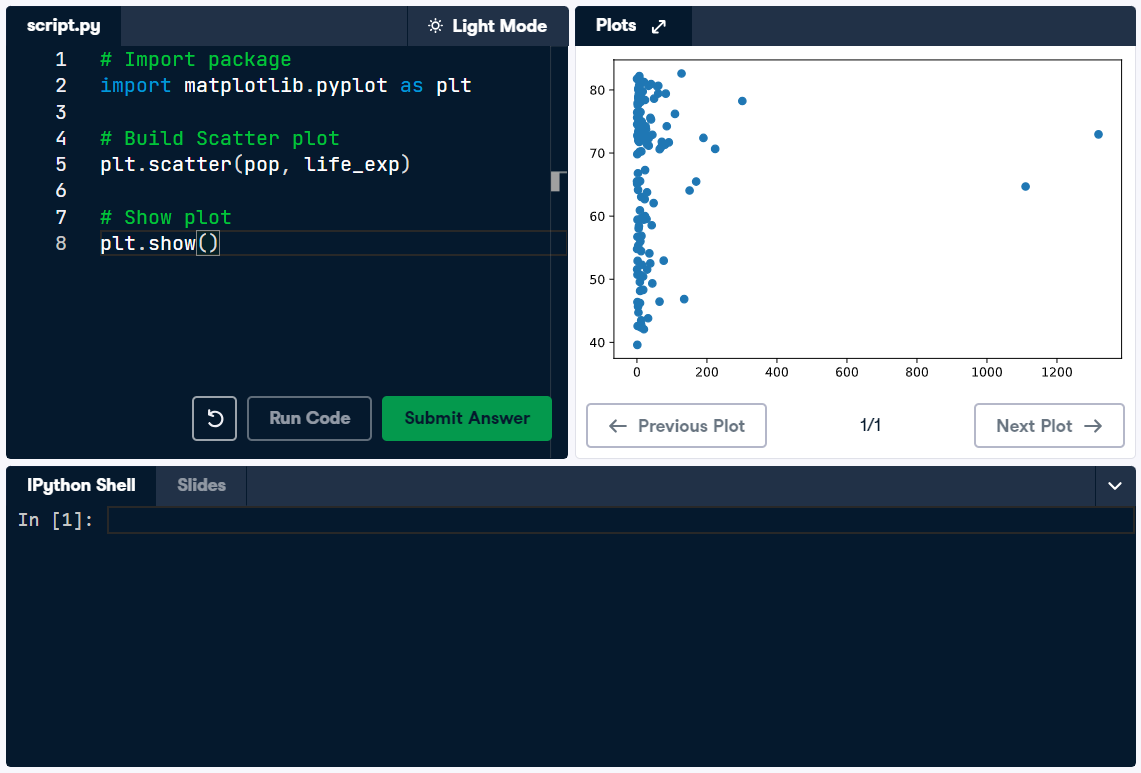 script.py
Light Mode
1 # Import package
2 import matplotlib.pyplot as plt
3
4 # Build Scatter plot
5 plt.scatter(pop, life_exp)
6
7 # Show plot
8 plt.show()
Run Code
Submit Answer
Plots
80
70
60
50
40
0 200 400 600 800 1000 1200
Previous Plot
1/1
Next Plot
IPython Shell
Slides
In [1]: